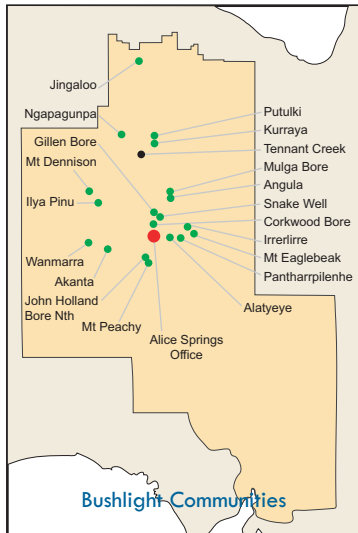 Jingaloo
Ngapagunpa
Gillen Bore
Mt Dennison
Ilya Pinu
Wanmarra
Akanta
John Holland
Bore Nth
Mt Peachy
Alice Springs
Office
Alatyeye
Putulki
Kurraya
Tennant Creek
Mulga Bore
Angula
Snake Well
Corkwood Bore
Irrerlirre
Mt Eaglebeak
Pantharrpilenhe
Bushlight Communities